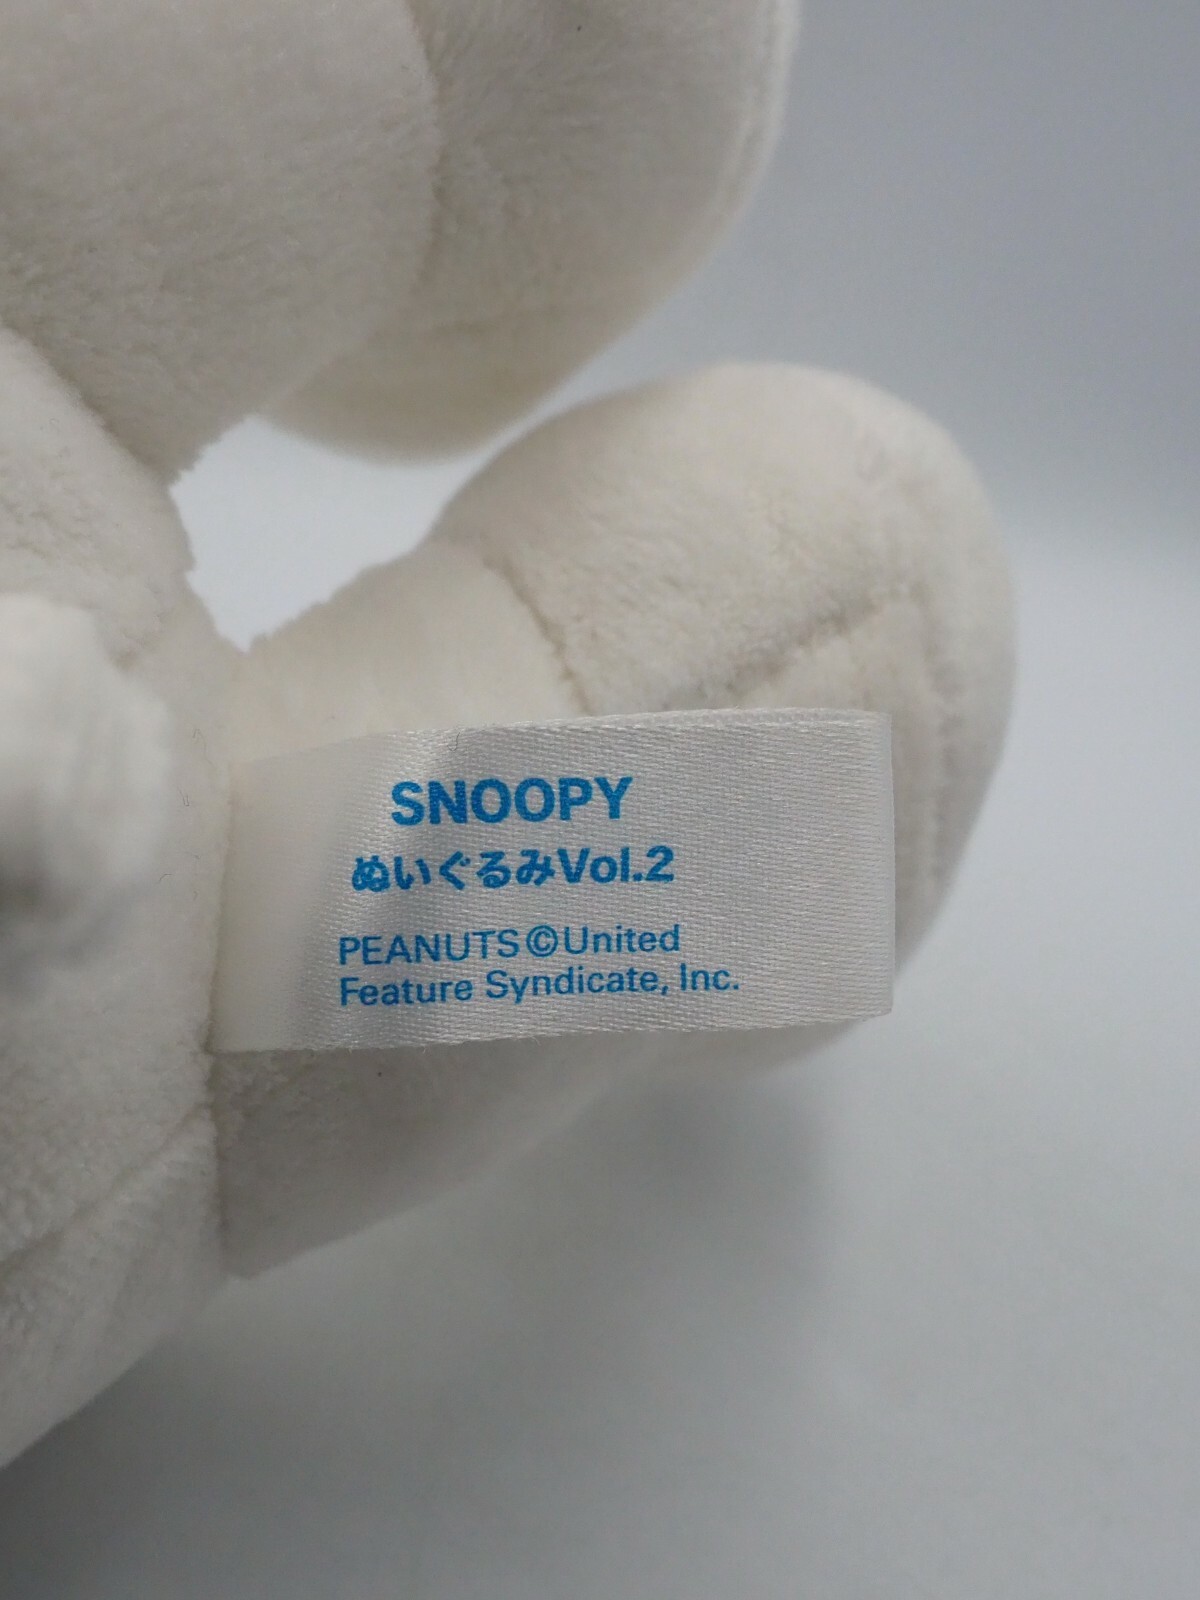 SNOOPY
ぬいぐるみVol.2
PEANUTS©United
Feature Syndicate, Inc.